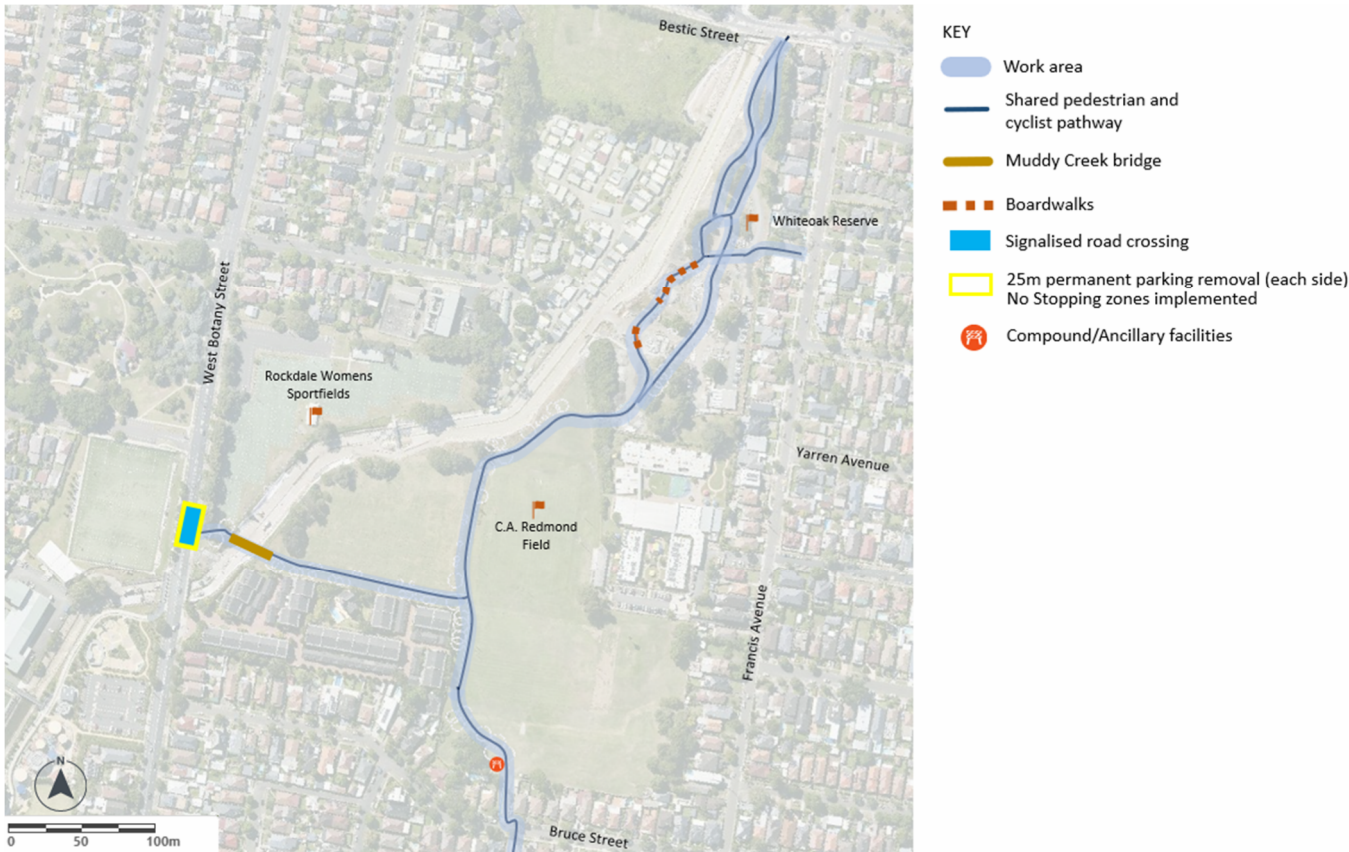 Bestic Street
Whiteoak Reserve
West Botany Street
Rockdale Womens
Sportfields
Yarren Avenue
C.A. Redmond
Field
Francis Avenue
Bruce Street
N
0 50 100m
KEY
Work area
Shared pedestrian and
cyclist pathway
Muddy Creek bridge
Boardwalks
Signalised road crossing
25m permanent parking removal (each side)
No Stopping zones implemented
Compound/Ancillary facilities